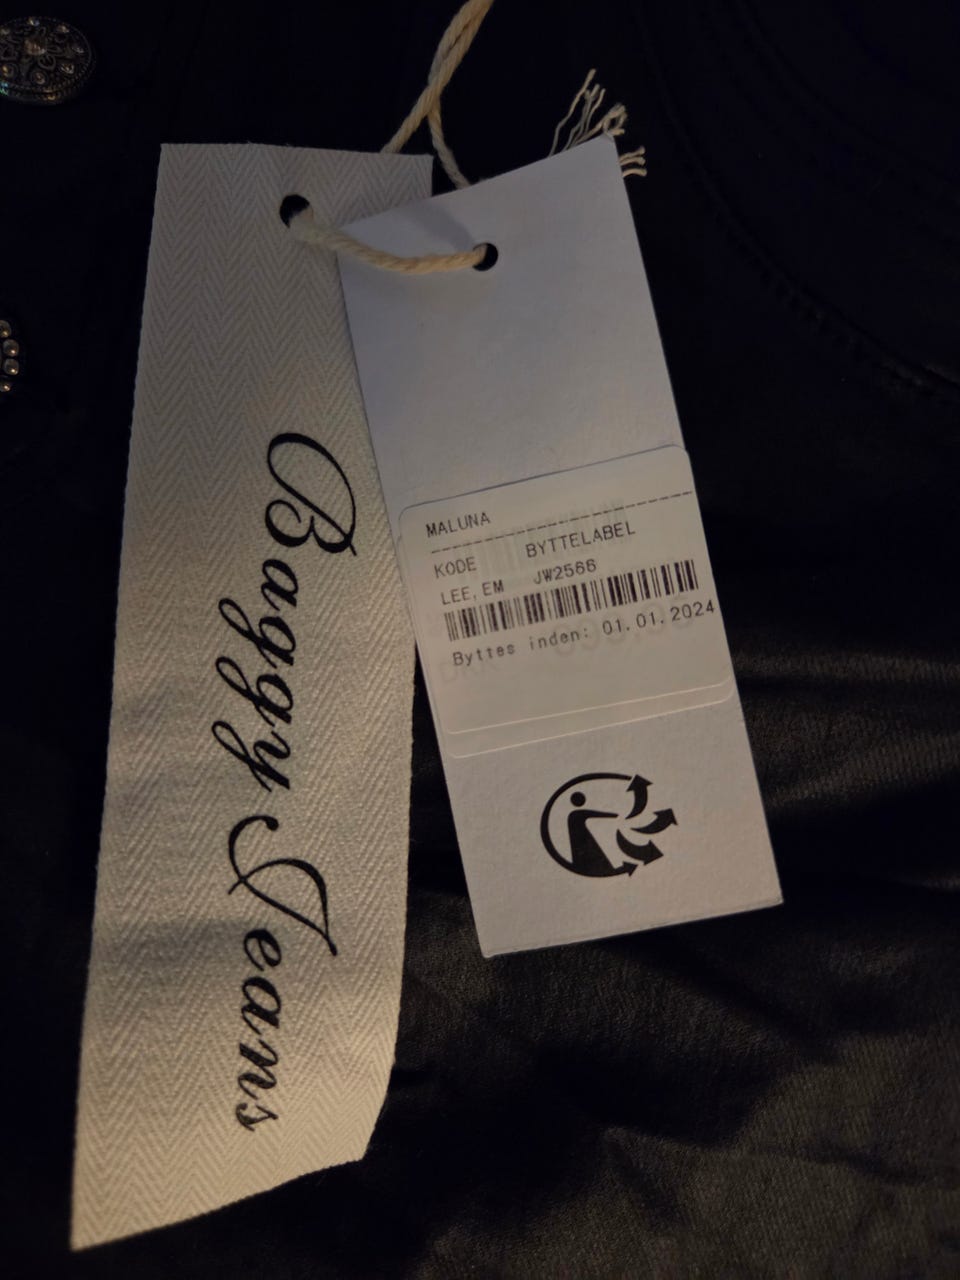 Baggy Jeans
MALUNA
KODE BYTTELABEL
LEE, EM JW2566
Byttes inden: 01.01.2024